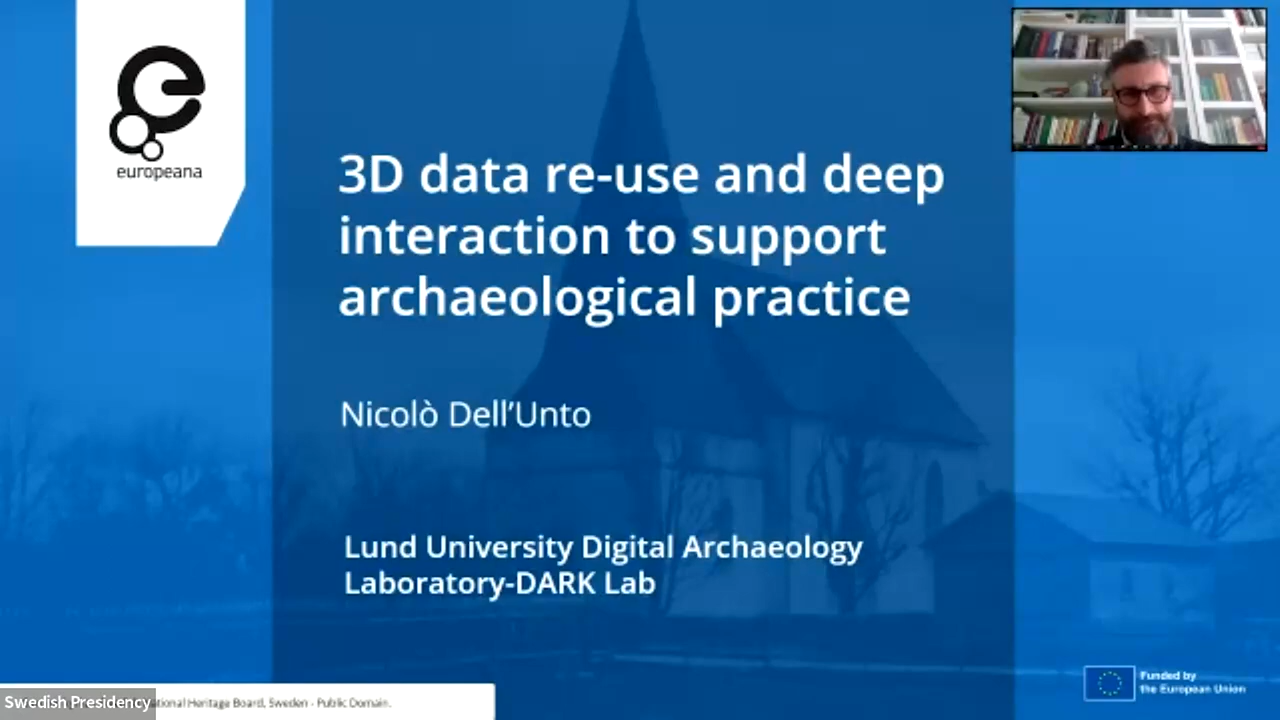 europeana
3D data re-use and deep
interaction to support
archaeological practice
Nicolò Dell’Unto
Lund University Digital Archaeology
Laboratory-DARK Lab
Funded by
the European Union
Swedish Presidency
Heritage Board, Sweden - Public Domain.